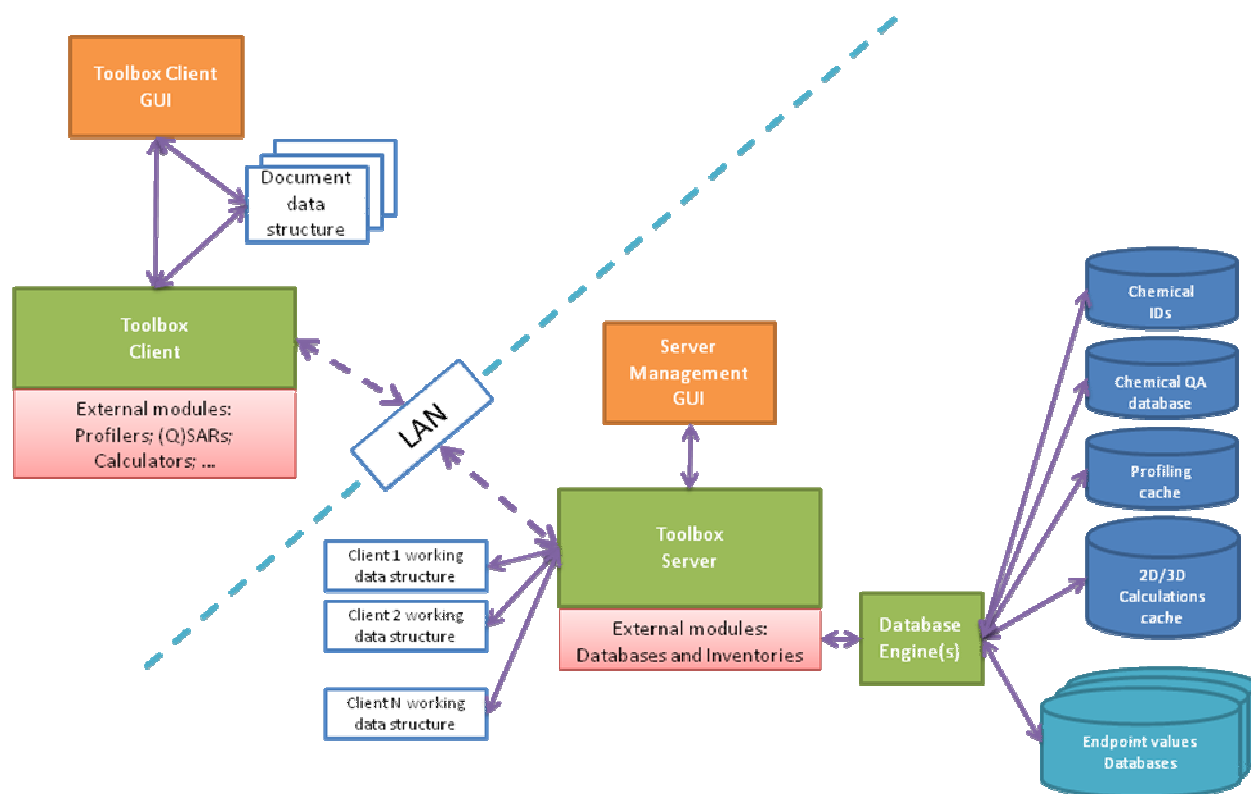 Toolbox Client
GUI
Document
data
structure
Toolbox
Client
External modules:
Profilers; (Q)SARs;
Calculators; ...
LAN
Server
Management
GUI
Toolbox
Server
External modules:
Databases and Inventories
Client 1 working
data structure
Client 2 working
data structure
Client N working
data structure
Database
Engine(s)
Chemical
IDs
Chemical QA
database
Profiling
cache
2D/3D
Calculations
cache
Endpoint values
Databases